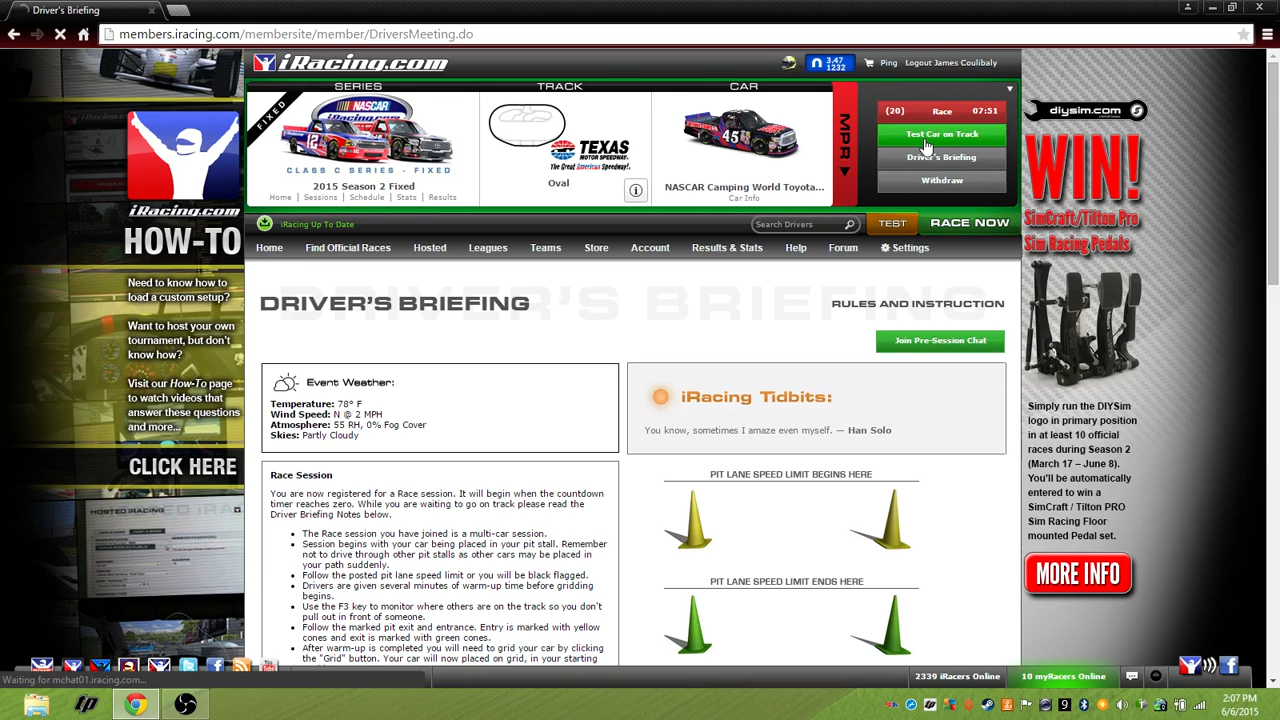 Driver's Briefing
members.iracing.com/membersite/member/DriversMeeting.do
iRacing.com
3.47
1232
Ping
Logout James Coulibaly
SERIES
TRACK
CAR
FIXED
NASCAR
CLASS C SERIES - FIXED
2015 Season 2 Fixed
Home | Sessions | Schedule | Stats | Results
TEXAS
MOTOR SPEEDWAY
The Great American Speedway!
Oval
45
NASCAR Camping World Toyota...
Car Info
MPR
(20) Race 07:51
Test Car on Track
Driver's Briefing
Withdraw
iRacing Up To Date
Search Drivers
TEST
RACE NOW
Home Find Official Races Hosted Leagues Teams Store Account Results & Stats Help Forum Settings
DRIVER'S BRIEFING
RULES AND INSTRUCTION
Join Pre-Session Chat
Event Weather:
Temperature: 78° F
Wind Speed: N @ 2 MPH
Atmosphere: 55 RH, 0% Fog Cover
Skies: Partly Cloudy
iRacing Tidbits:
You know, sometimes I amaze even myself. — Han Solo
Race Session
You are now registered for a Race session. It will begin when the countdown
timer reaches zero. While you are waiting to go on track please read the
Driver Briefing Notes below.
The Race session you have joined is a multi-car session.
Session begins with your car being placed in your pit stall. Remember
not to drive through other pit stalls as other cars may be placed in
your path suddenly.
Follow the posted pit lane speed limit or you will be black flagged.
Drivers are given several minutes of warm-up time before gridding
begins.
Use the F3 key to monitor where others are on the track so you don't
pull out in front of someone.
Follow the marked pit exit and entrance. Entry is marked with yellow
cones and exit is marked with green cones.
After warm-up is completed you will need to grid your car by clicking
the "Grid" button. Your car will now placed on grid, in your starting
PIT LANE SPEED LIMIT BEGINS HERE
PIT LANE SPEED LIMIT ENDS HERE
iRacing.com
HOW-TO
Need to know how to
load a custom setup?
Want to host your own
tournament, but don't
know how?
Visit our How-To page
to watch videos that
answer these questions
and more...
CLICK HERE
HOSTED IRACING
diysim.com
WIN!
SimCraft/Tilton Pro
Sim Racing Pedals
Simply run the DIYSim
logo in primary position
in at least 10 official
races during Season 2
(March 17 – June 8).
You'll be automatically
entered to win a
SimCraft / Tilton PRO
Sim Racing Floor
mounted Pedal set.
MORE INFO
Waiting for mchat01.iracing.com...
2339 iRacers Online
10 myRacers Online
2:07 PM
6/6/2015